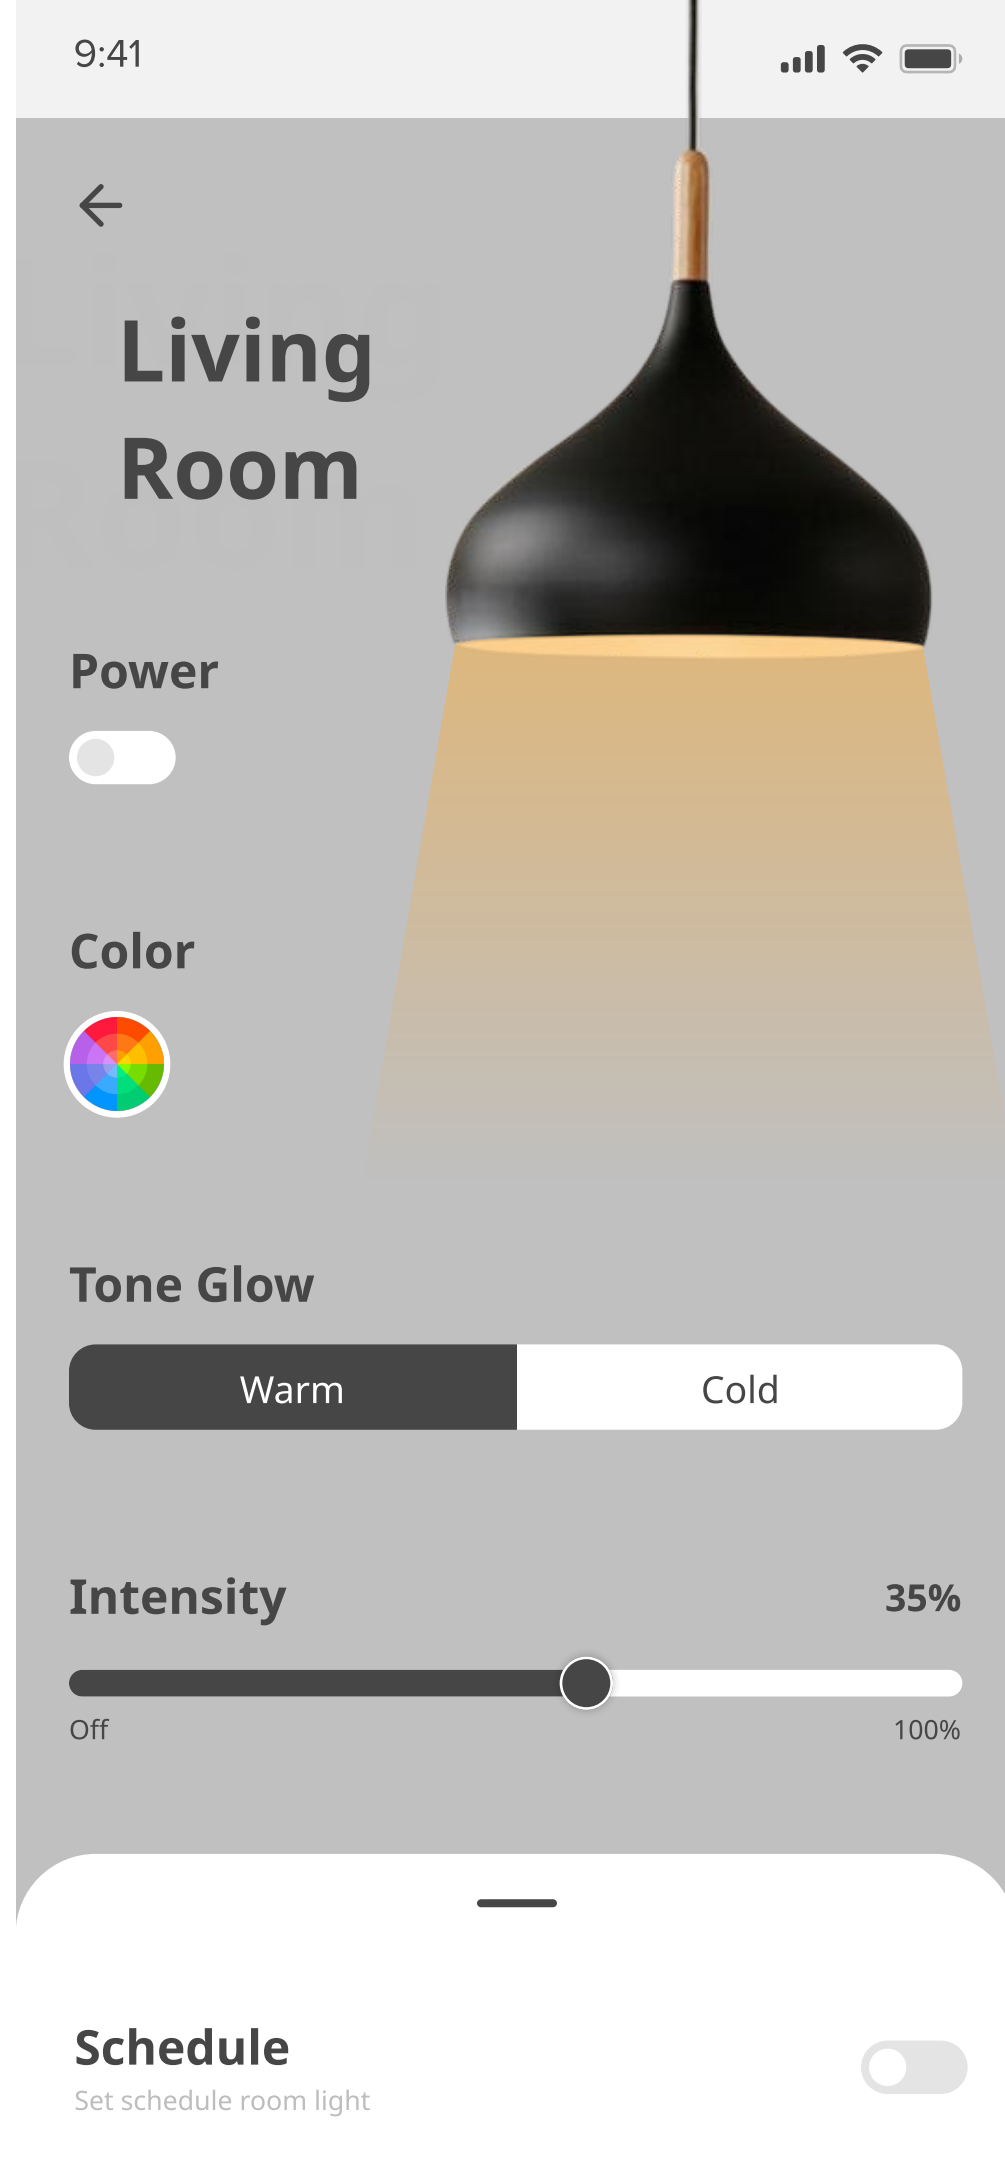 9:41
Living
Room
Power
Color
Tone Glow
Warm
Cold
Intensity
35%
Off
100%
Schedule
Set schedule room light